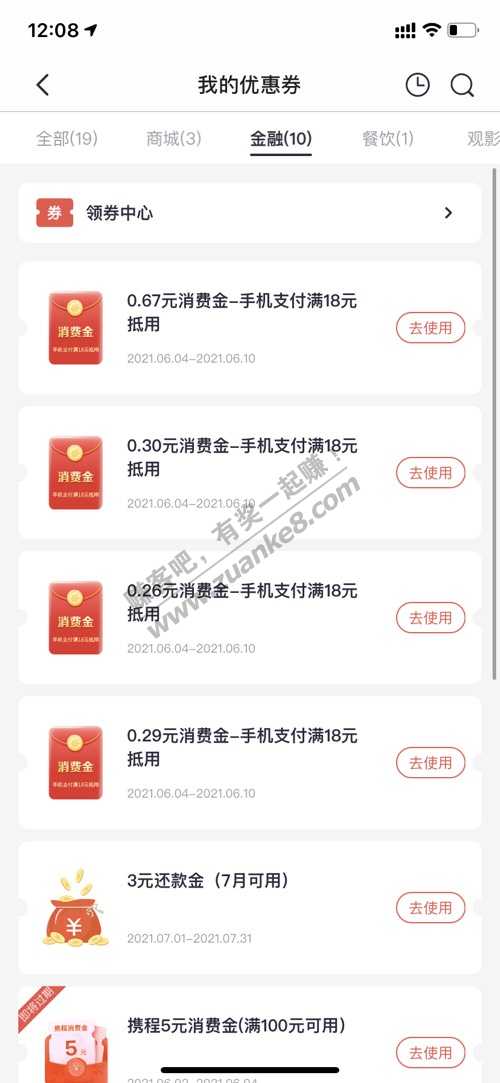 12:08
我的优惠券
全部(19) 商城(3) 金融(10) 餐饮(1) 观影
券 领券中心
0.67元消费金-手机支付满18元
抵用
2021.06.04-2021.06.10
去使用
消费金
手机支付满18元抵用
0.30元消费金-手机支付满18元
抵用
2021.06.04-2021.06.10
去使用
消费金
手机支付满18元抵用
赚客吧，有奖一起赚！
www.zuanke8.com
0.26元消费金-手机支付满18元
抵用
2021.06.04-2021.06.10
去使用
消费金
手机支付满18元抵用
0.29元消费金-手机支付满18元
抵用
2021.06.04-2021.06.10
去使用
消费金
手机支付满18元抵用
3元还款金（7月可用）
2021.07.01-2021.07.31
去使用
¥
即将过期
携程消费金
5元
携程5元消费金(满100元可用)
去使用